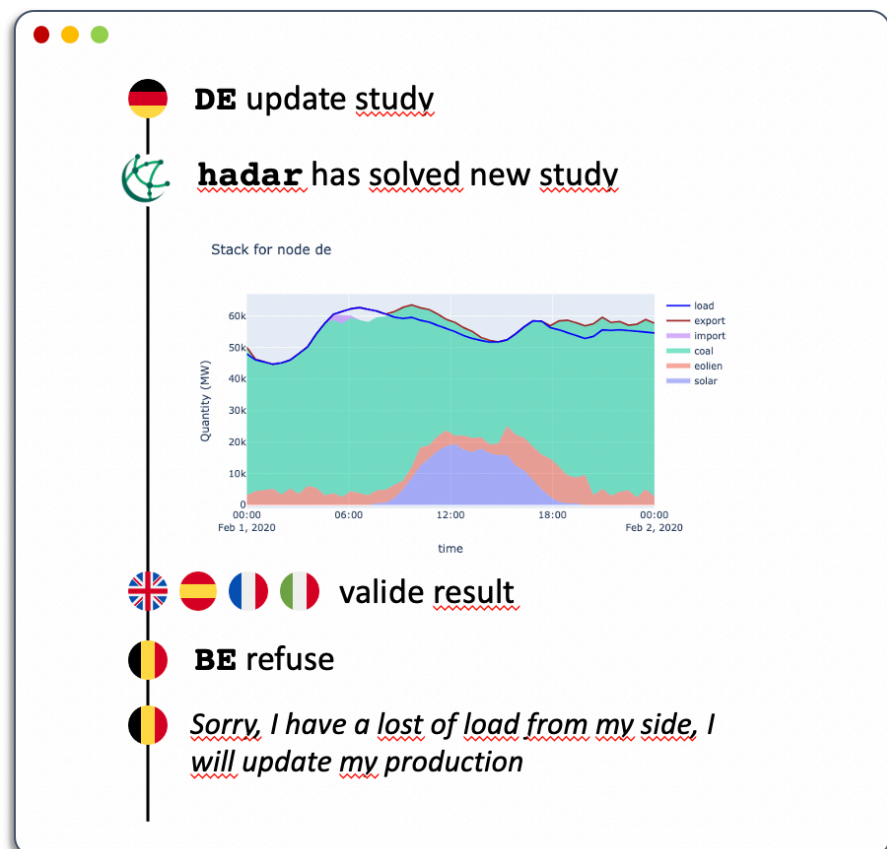 DE update study
hadar has solved new study
Stack for node de
load
export
import
coal
eolien
solar
Quantity (MW)
60k
50k
40k
30k
20k
10k
0
00:00
Feb 1, 2020
06:00
12:00
18:00
00:00
Feb 2, 2020
time
valide result
BE refuse
Sorry, I have a lost of load from my side, I
will update my production